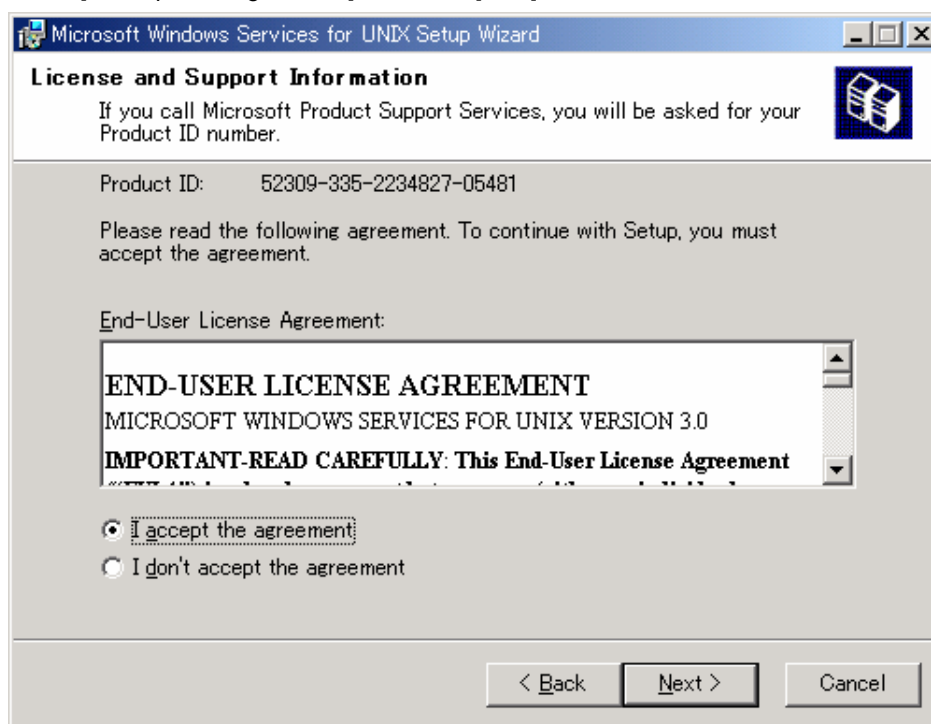 Microsoft Windows Services for UNIX Setup Wizard
License and Support Information
If you call Microsoft Product Support Services, you will be asked for your
Product ID number.
Product ID: 52309-335-2234827-05481
Please read the following agreement. To continue with Setup, you must
accept the agreement.
End-User License Agreement:
END-USER LICENSE AGREEMENT
MICROSOFT WINDOWS SERVICES FOR UNIX VERSION 3.0
IMPORTANT-READ CAREFULLY: This End-User License Agreement
I accept the agreement
I don't accept the agreement
< Back Next > Cancel